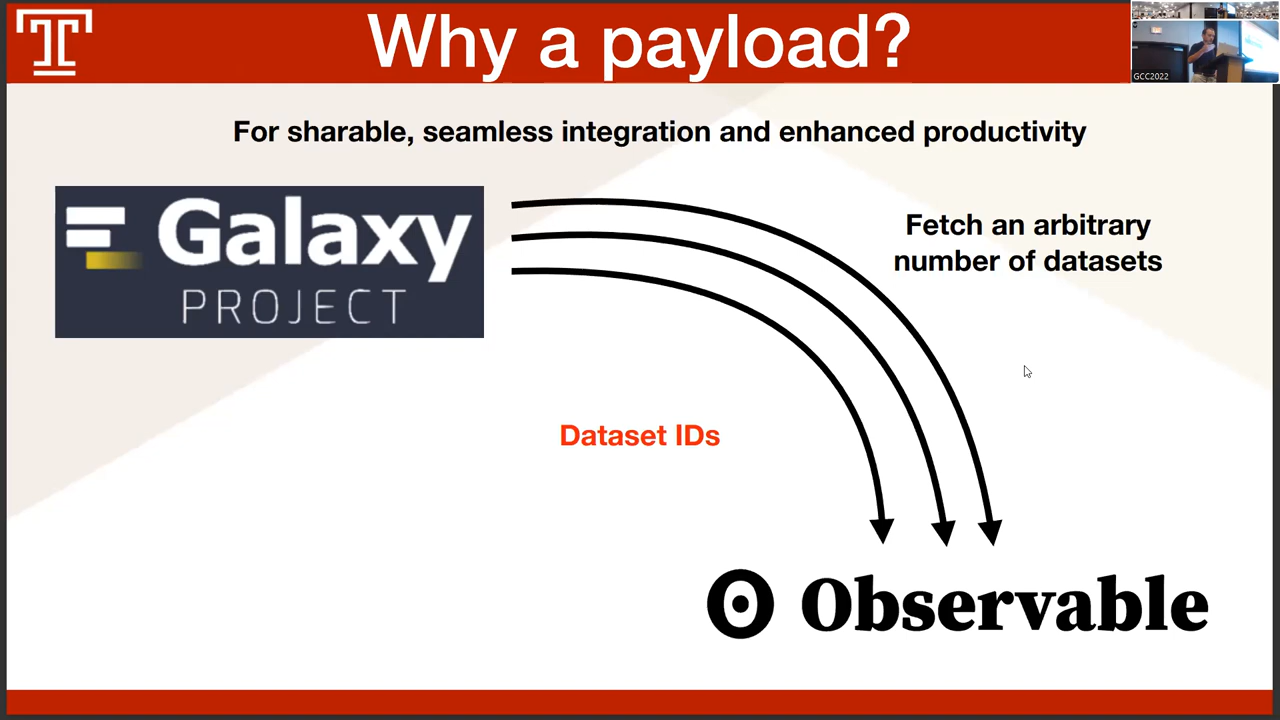 Why a payload?
GCC2022
For sharable, seamless integration and enhanced productivity
Galaxy
PROJECT
Fetch an arbitrary
number of datasets
Dataset IDs
Observable